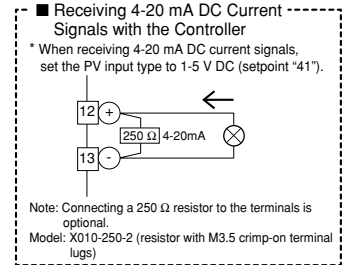 ■ Receiving 4-20 mA DC Current
Signals with the Controller
* When receiving 4-20 mA DC current signals,
set the PV input type to 1-5 V DC (setpoint “41”).
12 +
250 Ω 4-20mA
13 -
Note: Connecting a 250 Ω resistor to the terminals is
optional.
Model: X010-250-2 (resistor with M3.5 crimp-on terminal
lugs)